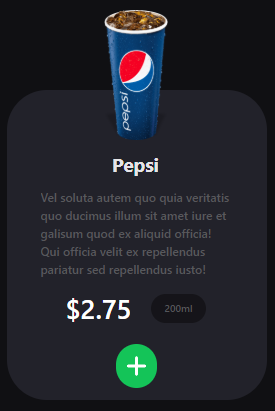 pepsi
Pepsi
Vel soluta autem quo quia veritatis
quo ducimus illum sit amet iure et
galisum quod ex aliquid officia!
Qui officia velit ex repellendus
pariatur sed repellendus iusto!
$2.75 200ml